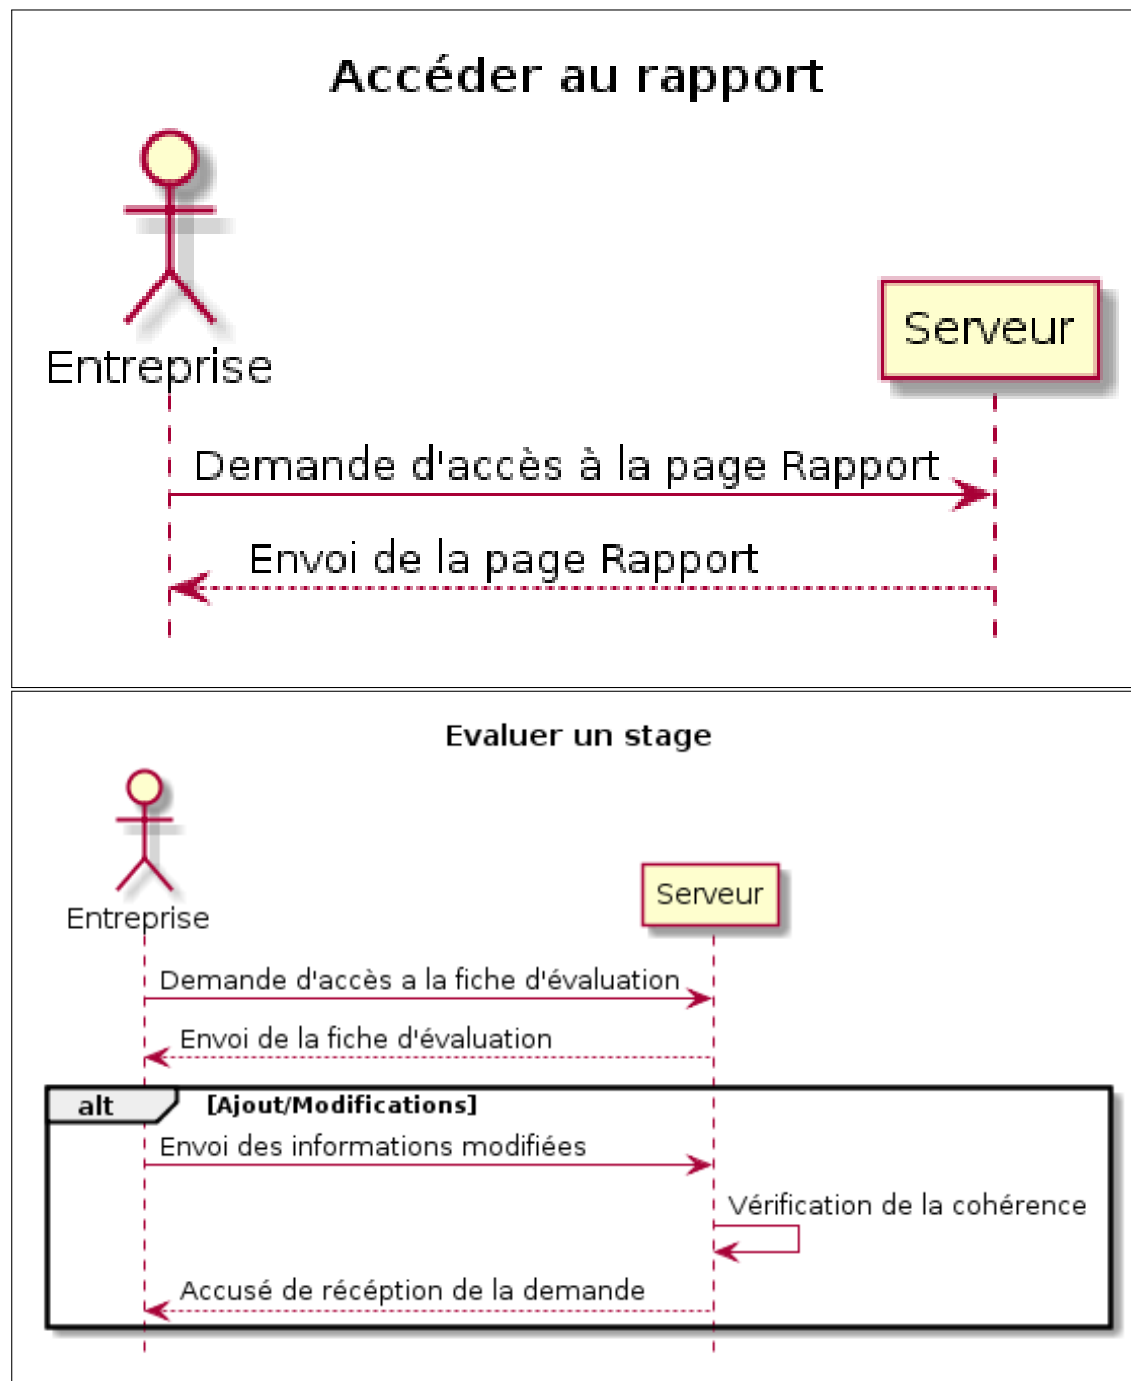 Accéder au rapport
Entreprise
Serveur
Demande d'accès à la page Rapport
Envoi de la page Rapport
Evaluer un stage
Entreprise
Serveur
Demande d'accès a la fiche d'évaluation
Envoi de la fiche d'évaluation
alt [Ajout/Modifications]
Envoi des informations modifiées
Vérification de la cohérence
Accusé de récéption de la demande